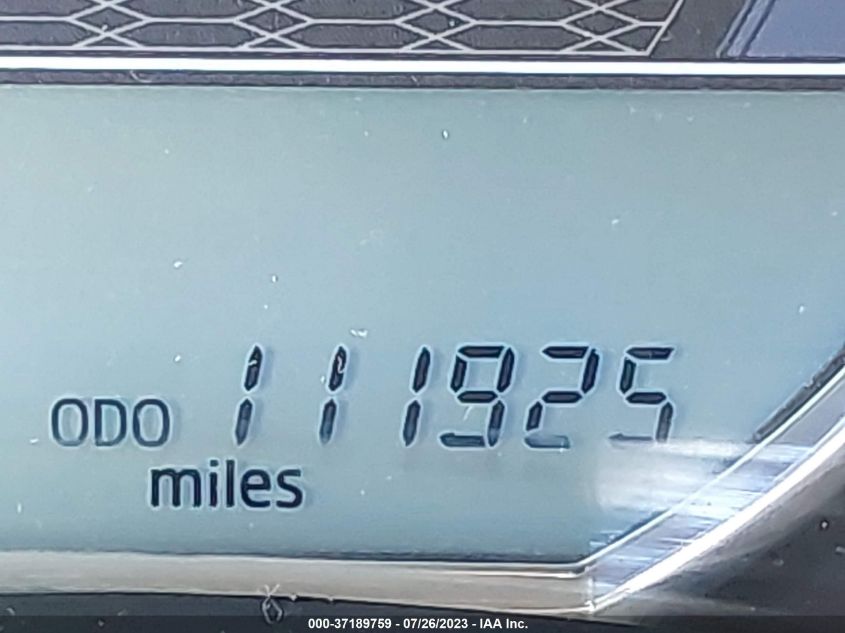 ODO 111925
miles
000-37189759 - 07/26/2023 - IAA Inc.